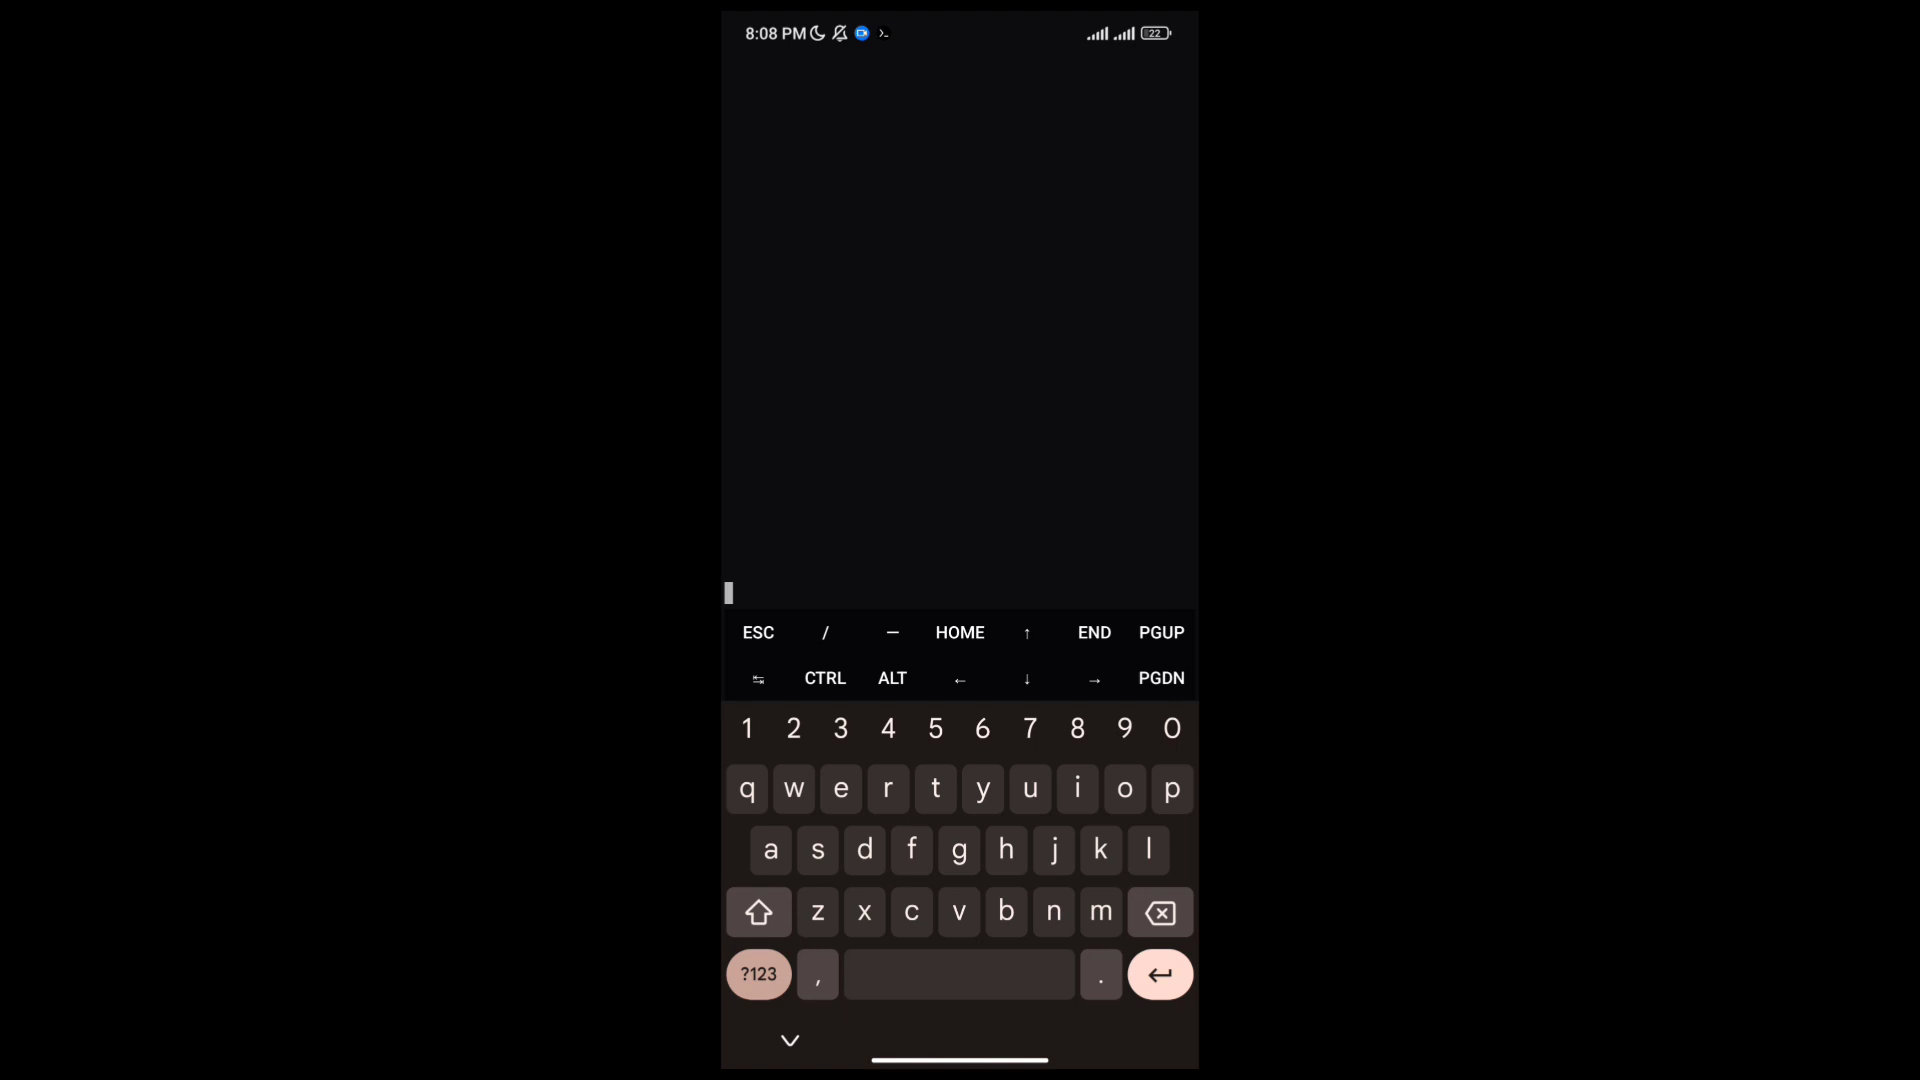 8:08 PM 22
ESC / — HOME ↑ END PGUP
↹ CTRL ALT ← ↓ → PGDN
1 2 3 4 5 6 7 8 9 0
q w e r t y u i o p
a s d f g h j k l
z x c v b n m
?123 , .